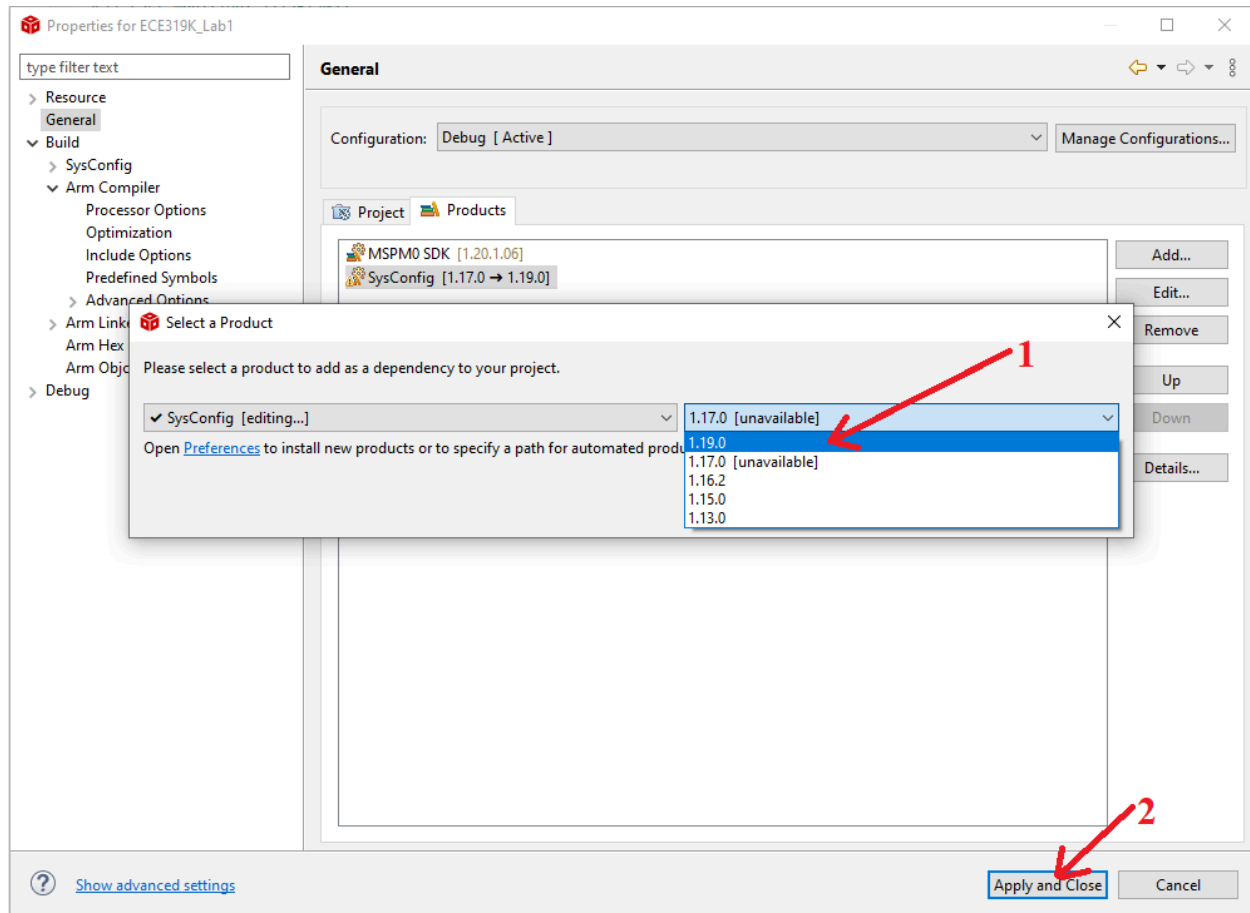 Properties for ECE319K_Lab1
type filter text
Resource
General
Build
SysConfig
Arm Compiler
Processor Options
Optimization
Include Options
Predefined Symbols
Advanced Options
Arm Linke
Arm Hex
Arm Objc
Debug
General
Configuration: Debug [ Active ] Manage Configurations...
Project Products
MSPM0 SDK [1.20.1.06]
SysConfig [1.17.0 → 1.19.0]
Add...
Edit...
Remove
Up
Down
Details...
Select a Product
Please select a product to add as a dependency to your project.
✔ SysConfig [editing...] 1.17.0 [unavailable]
Open Preferences to install new products or to specify a path for automated produ
1.19.0
1.17.0 [unavailable]
1.16.2
1.15.0
1.13.0
1
2
? Show advanced settings
Apply and Close Cancel